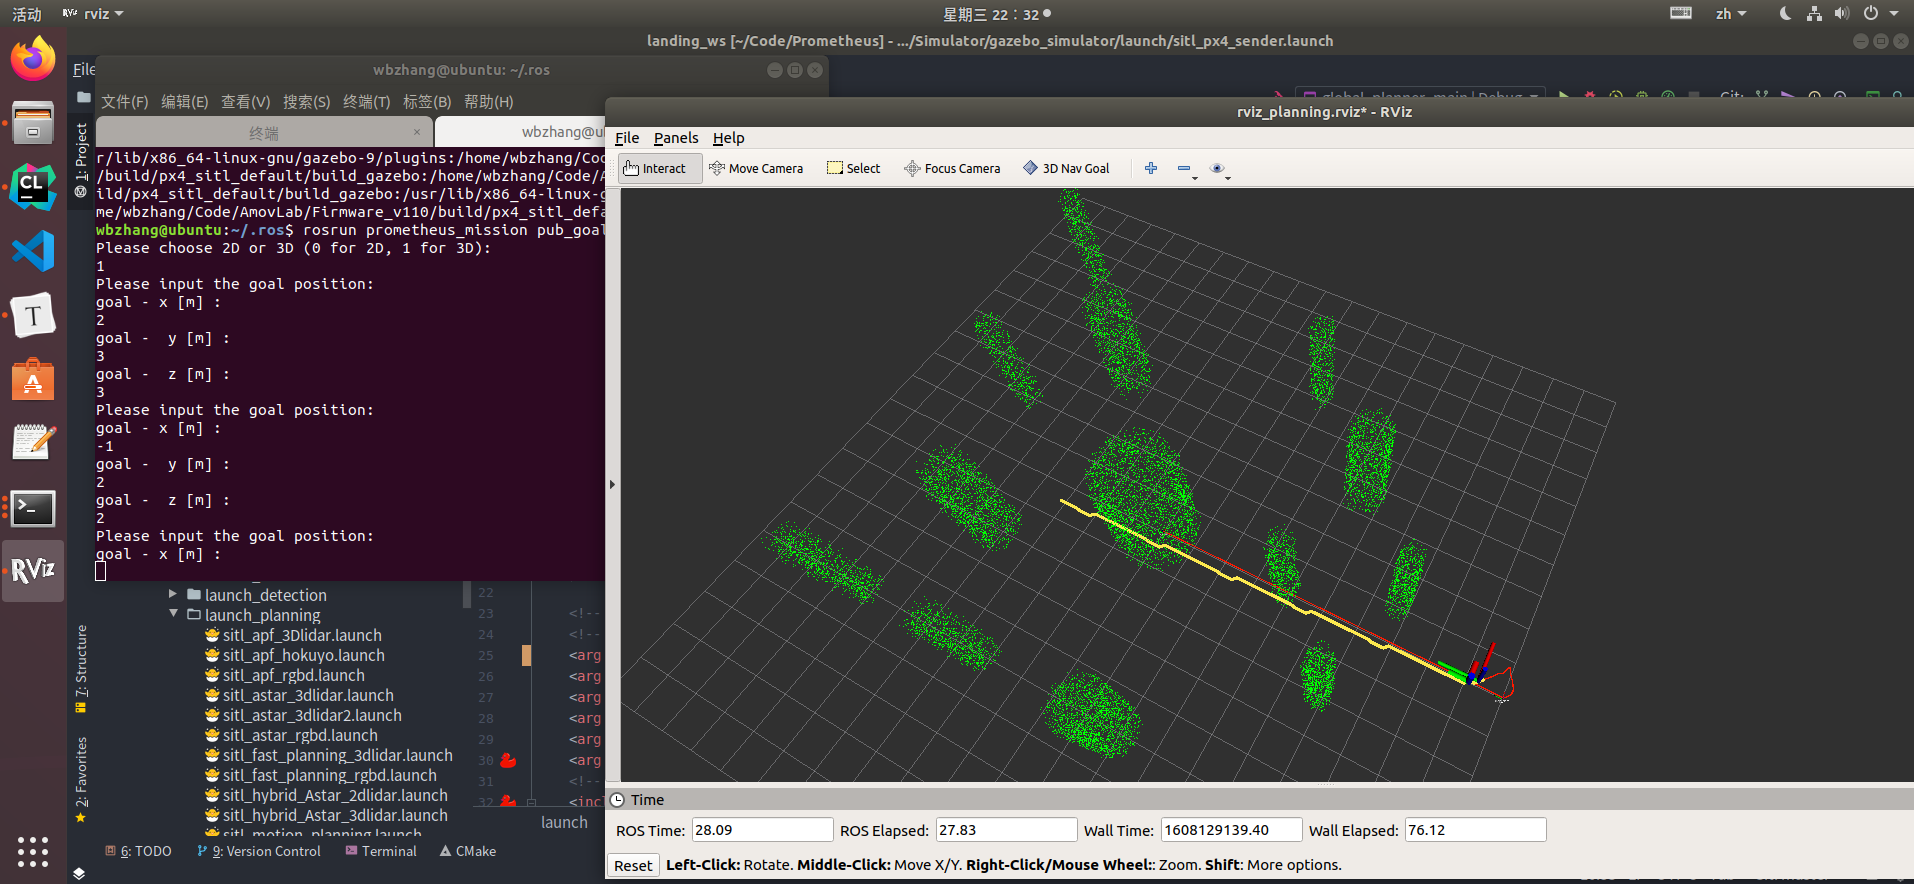 活动
rviz
星期三 22：32
zh
landing_ws [~/Code/Prometheus] - .../Simulator/gazebo_simulator/launch/sitl_px4_sender.launch
File
wbzhang@ubuntu: ~/.ros
文件(F) 编辑(E) 查看(V) 搜索(S) 终端(T) 标签(B) 帮助(H)
终端
×
wbzhang@u
r/lib/x86_64-linux-gnu/gazebo-9/plugins:/home/wbzhang/Cod
/build/px4_sitl_default/build_gazebo:/home/wbzhang/Code/A
ild/px4_sitl_default/build_gazebo:/usr/lib/x86_64-linux-g
me/wbzhang/Code/AmovLab/Firmware_v110/build/px4_sitl_defa
wbzhang@ubuntu:~/.ros$ rosrun prometheus_mission pub_goal
Please choose 2D or 3D (0 for 2D, 1 for 3D):
1
Please input the goal position:
goal - x [m] :
2
goal -  y [m] :
3
goal -  z [m] :
3
Please input the goal position:
goal - x [m] :
-1
goal -  y [m] :
2
goal -  z [m] :
2
Please input the goal position:
goal - x [m] :
1: Project
7: Structure
2: Favorites
launch_detection
launch_planning
sitl_apf_3Dlidar.launch
sitl_apf_hokuyo.launch
sitl_apf_rgbd.launch
sitl_astar_3dlidar.launch
sitl_astar_3dlidar2.launch
sitl_astar_rgbd.launch
sitl_fast_planning_3dlidar.launch
sitl_fast_planning_rgbd.launch
sitl_hybrid_Astar_2dlidar.launch
sitl_hybrid_Astar_3dlidar.launch
sitl_motion_planning.launch
22
23 <!--
24 <!--
25 <arg
26 <arg
27 <arg
28 <arg
29 <arg
30 <arg
31 <!--
32 <incl
launch
6: TODO
9: Version Control
Terminal
CMake
global_planner_main | Debug
Git:
rviz_planning.rviz* - RViz
File Panels Help
Interact Move Camera Select Focus Camera 3D Nav Goal
Time
ROS Time: 28.09 ROS Elapsed: 27.83 Wall Time: 1608129139.40 Wall Elapsed: 76.12
Reset Left-Click: Rotate. Middle-Click: Move X/Y. Right-Click/Mouse Wheel:: Zoom. Shift: More options.
CL
T
A
RViz